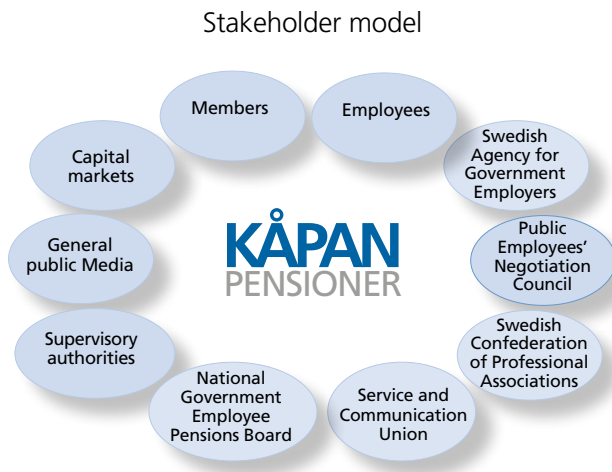 Stakeholder model
Members
Employees
Capital
markets
Swedish
Agency for
Government
Employers
General
public Media
KÅPAN
PENSIONER
Public
Employees’
Negotiation
Council
Supervisory
authorities
Swedish
Confederation
of Professional
Associations
National
Government
Employee
Pensions Board
Service and
Communication
Union